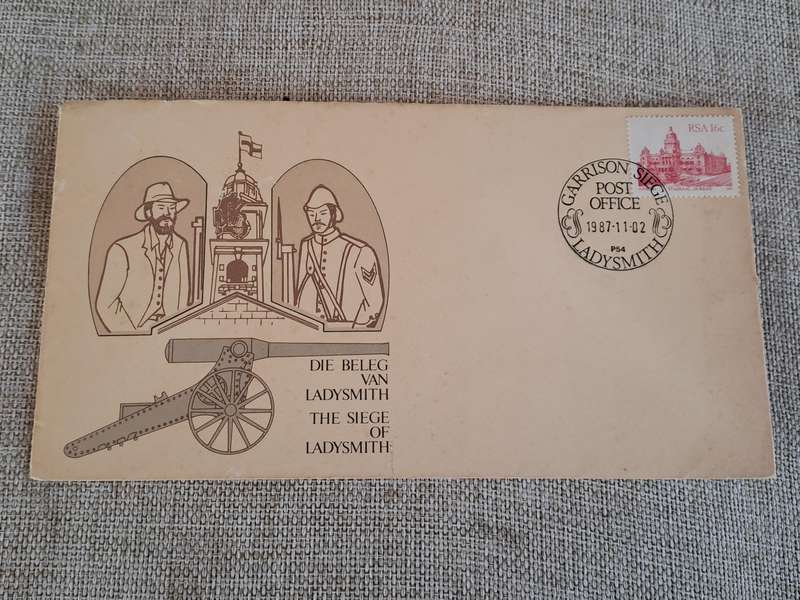 DIE BELEG
VAN
LADYSMITH
THE SIEGE
OF
LADYSMITH
RSA 16c
GARRISON SIEGE
POST
OFFICE
1987-11-02
P54
LADYSMITH